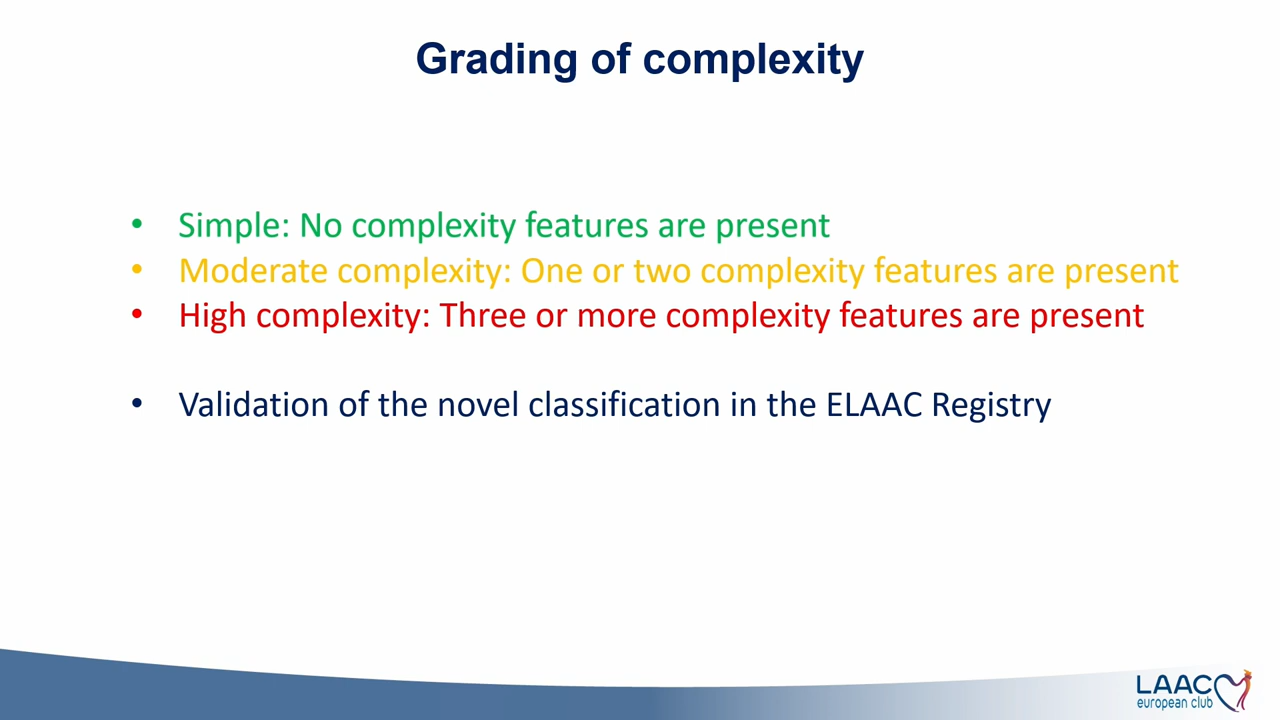 Grading of complexity
• Simple: No complexity features are present
• Moderate complexity: One or two complexity features are present
• High complexity: Three or more complexity features are present
• Validation of the novel classification in the ELAAC Registry
LAAC
european club